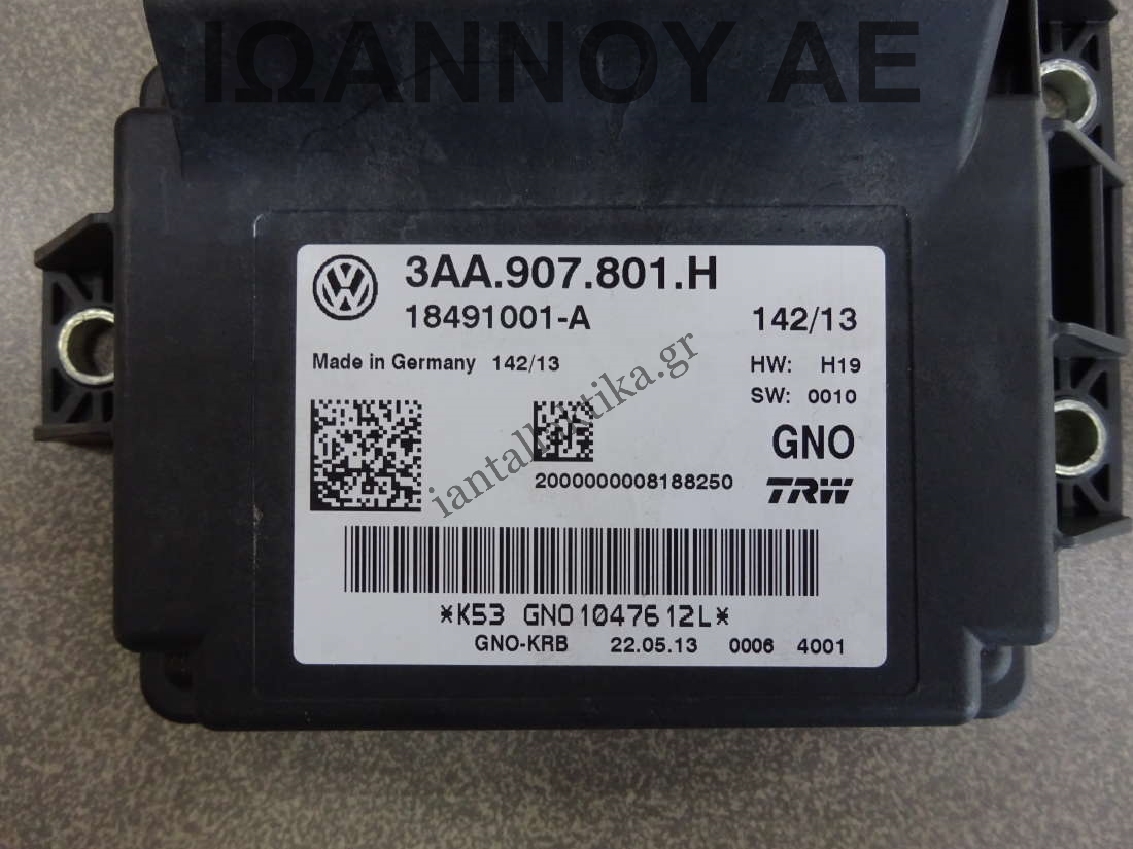 ΙΩΑΝΝΟΥ ΑΕ
3AA.907.801.H
18491001-A 142/13
Made in Germany 142/13 HW: H19
SW: 0010
GNO
2000000008188250 TRW
iantallaktika.gr
*K53 GNO1047612L*
GNO-KRB 22.05.13 0006 4001